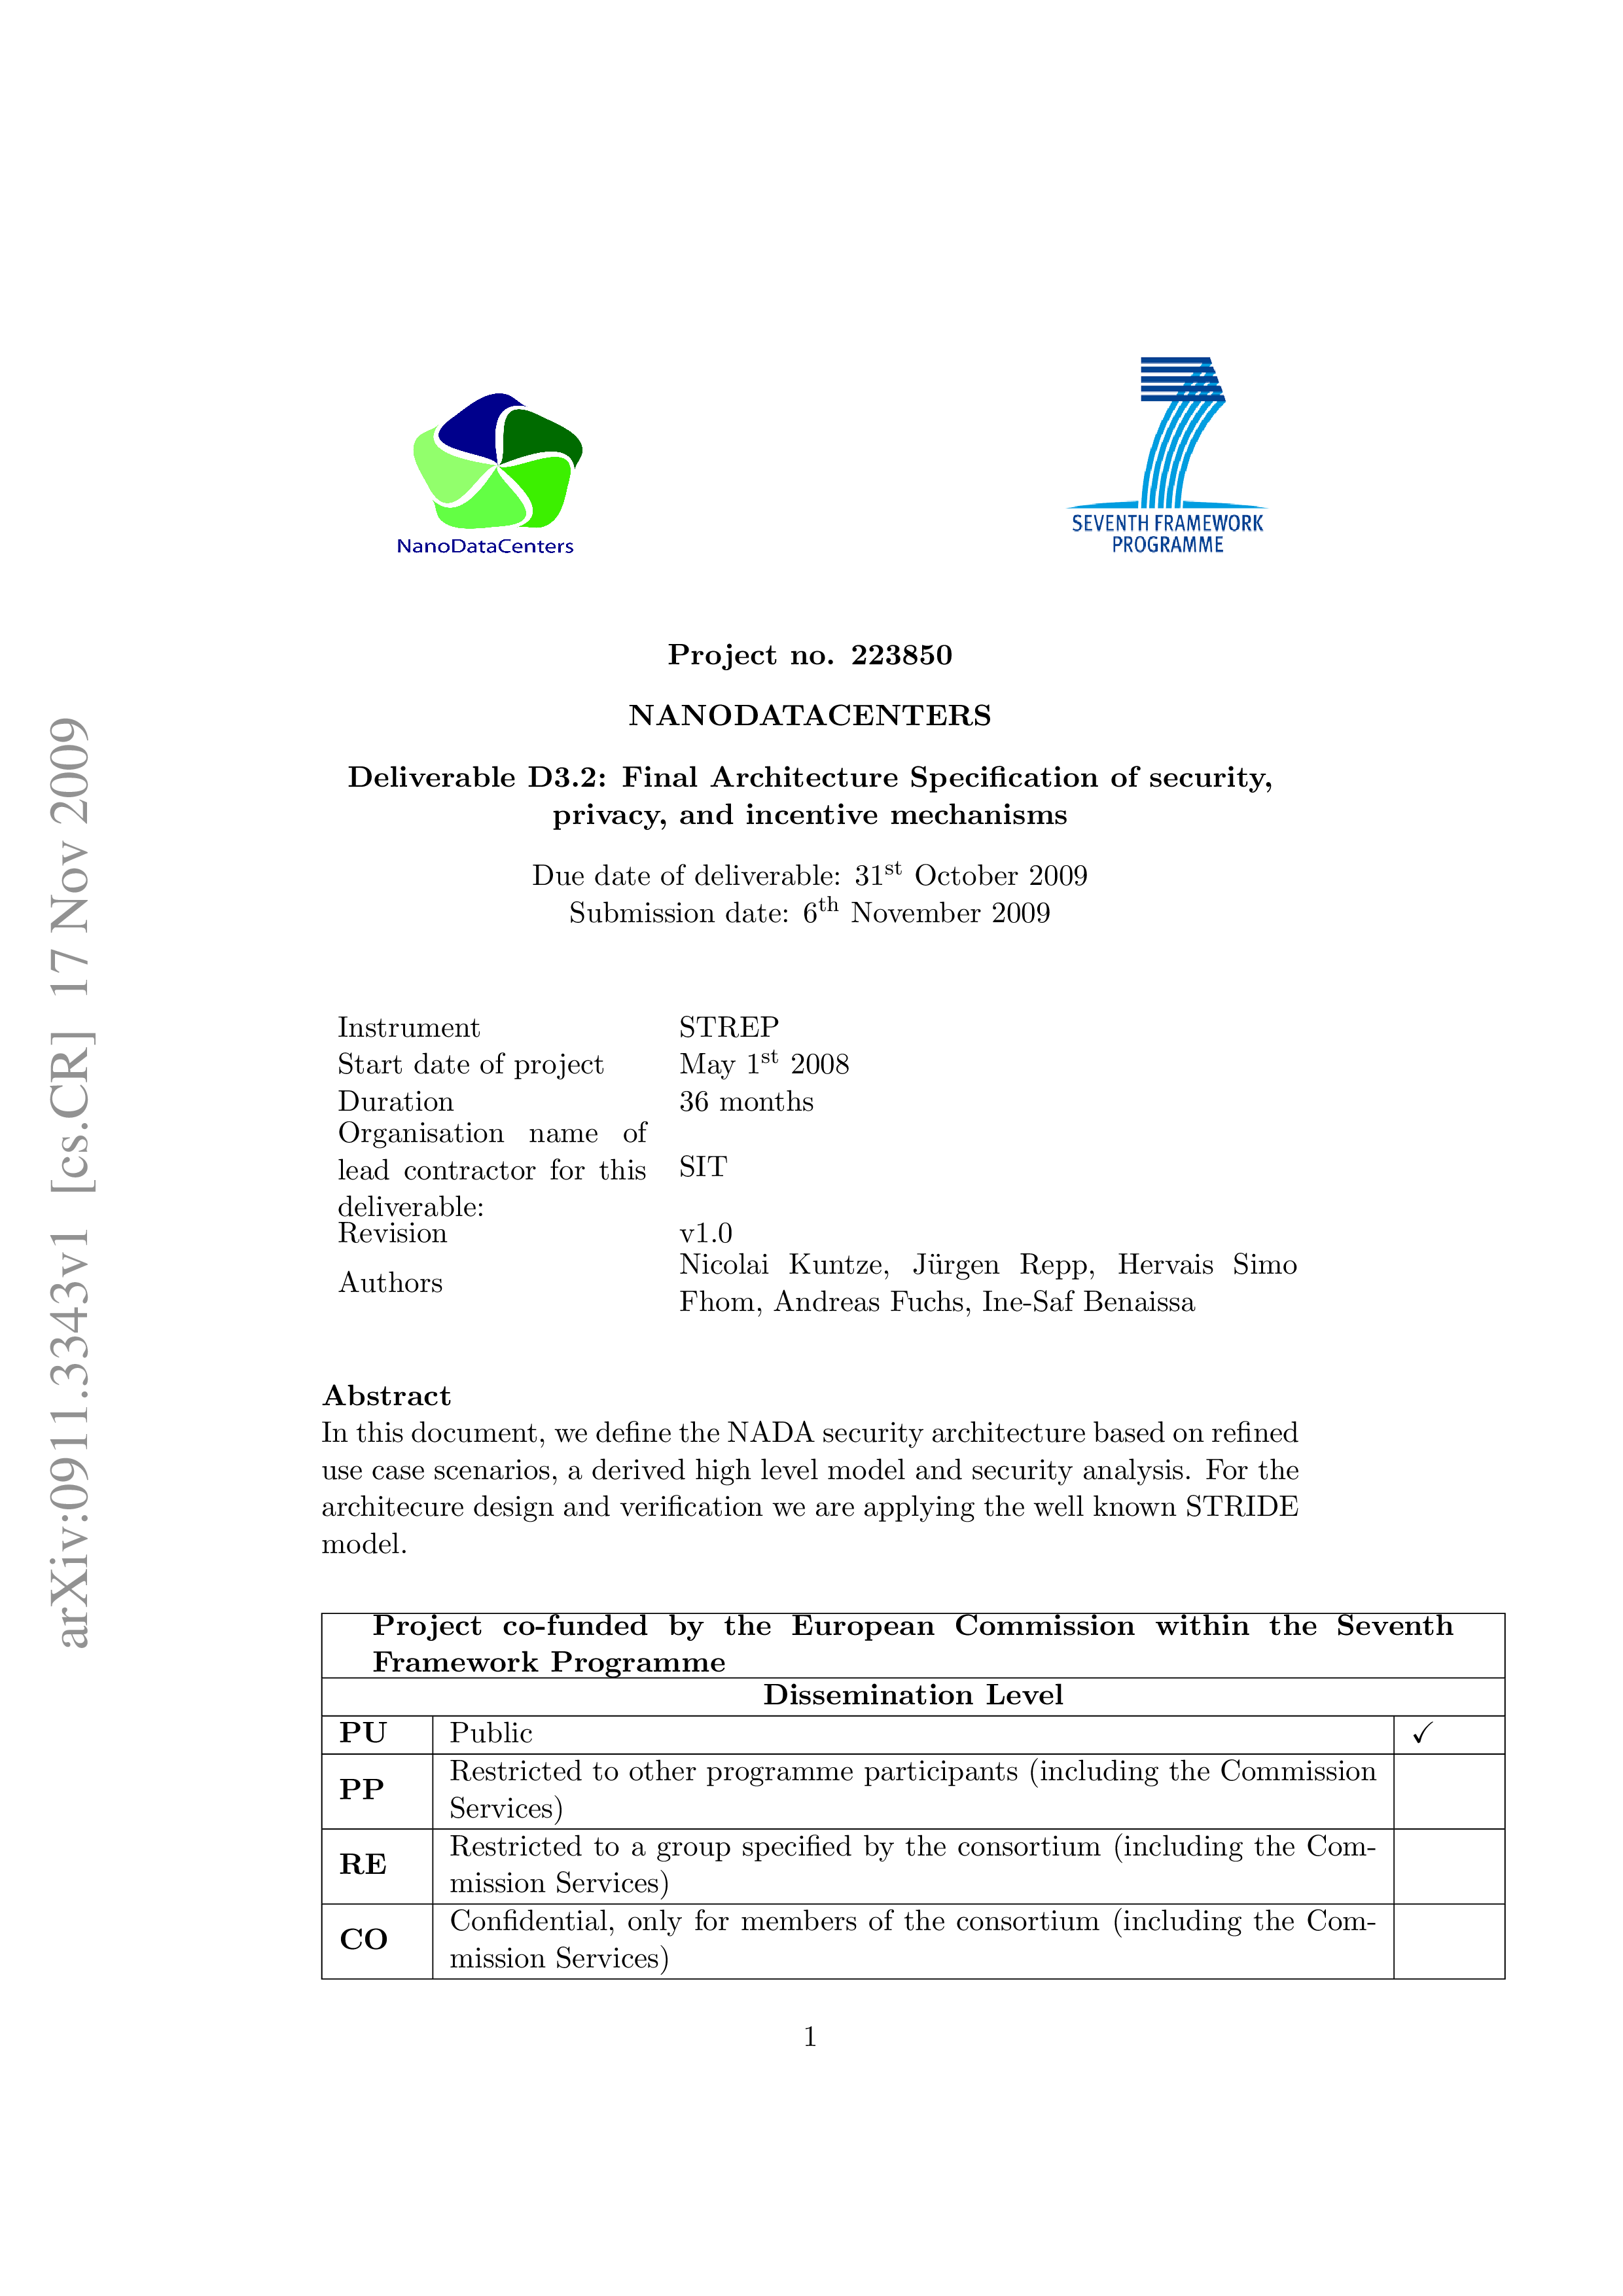 arXiv:0911.3343v1 [cs.CR] 17 Nov 2009
NanoDataCenters
SEVENTH FRAMEWORK
PROGRAMME
Project no. 223850
NANODATACENTERS
Deliverable D3.2: Final Architecture Specification of security,
privacy, and incentive mechanisms
Due date of deliverable: 31st October 2009
Submission date: 6th November 2009
Instrument STREP
Start date of project May 1st 2008
Duration 36 months
Organisation name of
lead contractor for this
deliverable:
SIT
Revision v1.0
Authors
Nicolai Kuntze, Jürgen Repp, Hervais Simo
Fhom, Andreas Fuchs, Ine-Saf Benaissa
Abstract
In this document, we define the NADA security architecture based on refined
use case scenarios, a derived high level model and security analysis. For the
architecure design and verification we are applying the well known STRIDE
model.
Project co-funded by the European Commission within the Seventh
Framework Programme
Dissemination Level
PU Public ✓
PP Restricted to other programme participants (including the Commission
Services)
RE Restricted to a group specified by the consortium (including the Com-
mission Services)
CO Confidential, only for members of the consortium (including the Com-
mission Services)
1